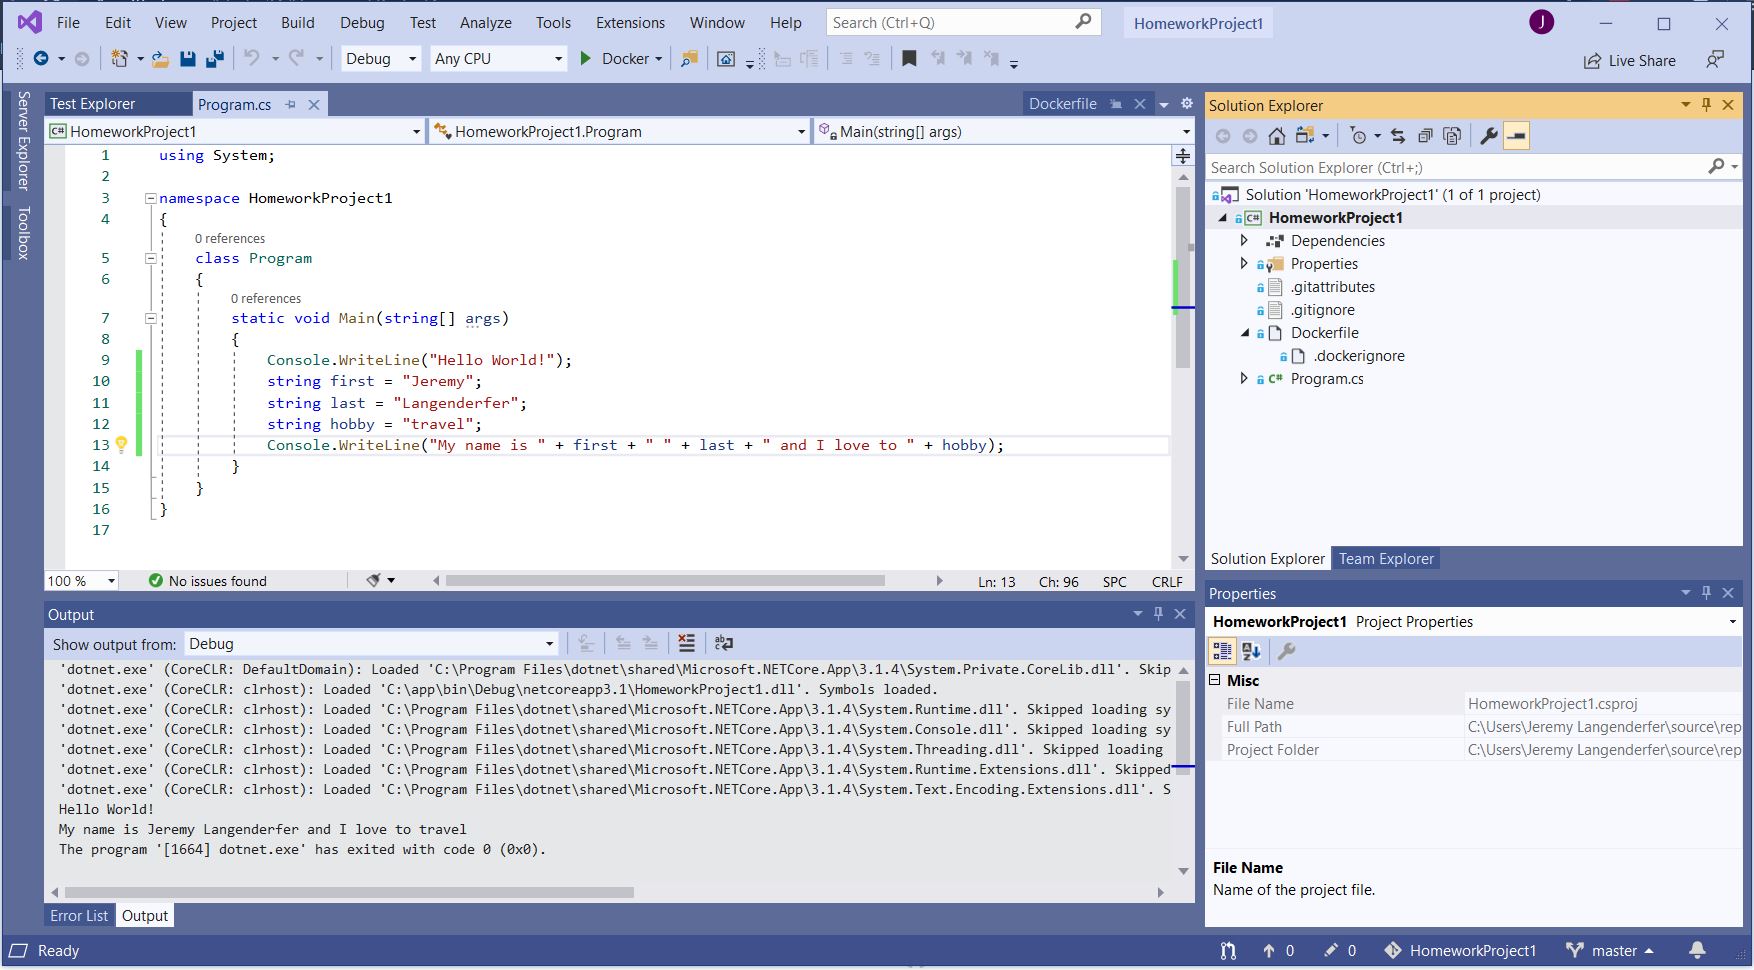 File Edit View Project Build Debug Test Analyze Tools Extensions Window Help Search (Ctrl+Q) HomeworkProject1 J
Debug Any CPU Docker Live Share
Server Explorer
Toolbox
Test Explorer Program.cs Dockerfile
C# HomeworkProject1 HomeworkProject1.Program Main(string[] args)
1 using System;
2
3 namespace HomeworkProject1
4 {
0 references
5 class Program
6 {
0 references
7 static void Main(string[] args)
8 {
9 Console.WriteLine("Hello World!");
10 string first = "Jeremy";
11 string last = "Langenderfer";
12 string hobby = "travel";
13 Console.WriteLine("My name is " + first + " " + last + " and I love to " + hobby);
14 }
15 }
16 }
17
100 % No issues found Ln: 13 Ch: 96 SPC CRLF
Output
Show output from: Debug
'dotnet.exe' (CoreCLR: DefaultDomain): Loaded 'C:\Program Files\dotnet\shared\Microsoft.NETCore.App\3.1.4\System.Private.CoreLib.dll'. Skip
'dotnet.exe' (CoreCLR: clrhost): Loaded 'C:\app\bin\Debug\netcoreapp3.1\HomeworkProject1.dll'. Symbols loaded.
'dotnet.exe' (CoreCLR: clrhost): Loaded 'C:\Program Files\dotnet\shared\Microsoft.NETCore.App\3.1.4\System.Runtime.dll'. Skipped loading sy
'dotnet.exe' (CoreCLR: clrhost): Loaded 'C:\Program Files\dotnet\shared\Microsoft.NETCore.App\3.1.4\System.Console.dll'. Skipped loading sy
'dotnet.exe' (CoreCLR: clrhost): Loaded 'C:\Program Files\dotnet\shared\Microsoft.NETCore.App\3.1.4\System.Threading.dll'. Skipped loading
'dotnet.exe' (CoreCLR: clrhost): Loaded 'C:\Program Files\dotnet\shared\Microsoft.NETCore.App\3.1.4\System.Runtime.Extensions.dll'. Skipped
'dotnet.exe' (CoreCLR: clrhost): Loaded 'C:\Program Files\dotnet\shared\Microsoft.NETCore.App\3.1.4\System.Text.Encoding.Extensions.dll'. S
Hello World!
My name is Jeremy Langenderfer and I love to travel
The program '[1664] dotnet.exe' has exited with code 0 (0x0).
Error List Output
Solution Explorer
Search Solution Explorer (Ctrl+;)
Solution 'HomeworkProject1' (1 of 1 project)
C# HomeworkProject1
Dependencies
Properties
.gitattributes
.gitignore
Dockerfile
.dockerignore
C# Program.cs
Solution Explorer Team Explorer
Properties
HomeworkProject1 Project Properties
Misc
File Name HomeworkProject1.csproj
Full Path C:\Users\Jeremy Langenderfer\source\rep
Project Folder C:\Users\Jeremy Langenderfer\source\rep
File Name
Name of the project file.
Ready 0 0 HomeworkProject1 master